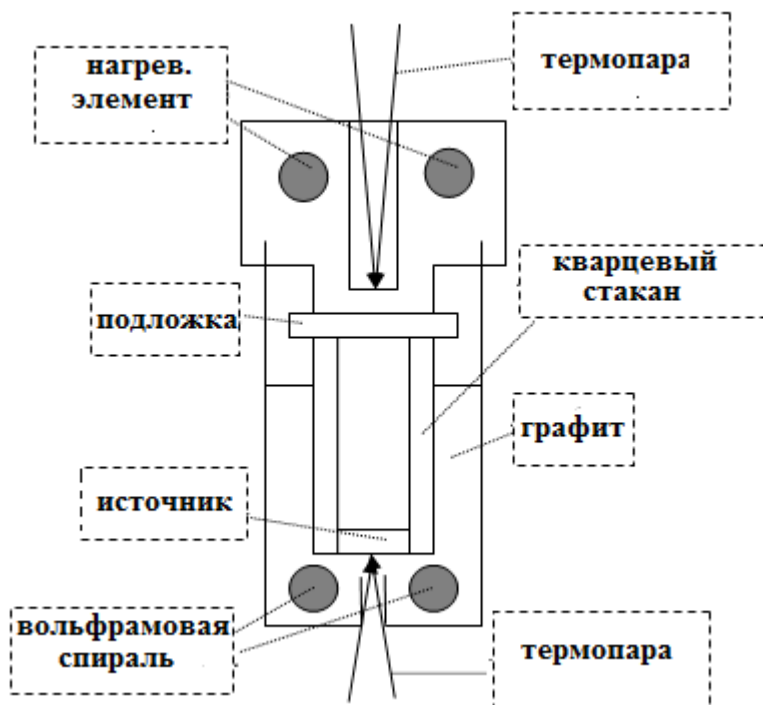 нагрев.
элемент
термопара
кварцевый
стакан
подложка
графит
источник
вольфрамовая
спираль
термопара